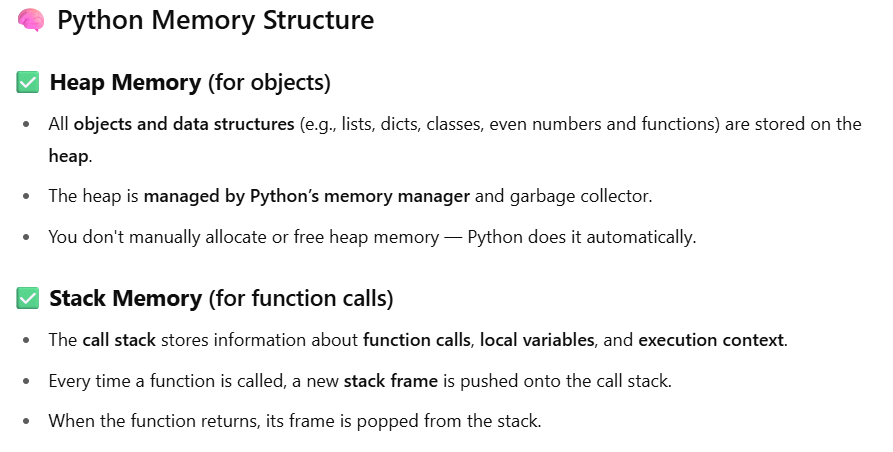 🧠 Python Memory Structure
✅ Heap Memory (for objects)
• All objects and data structures (e.g., lists, dicts, classes, even numbers and functions) are stored on the
heap.
• The heap is managed by Python’s memory manager and garbage collector.
• You don't manually allocate or free heap memory — Python does it automatically.
✅ Stack Memory (for function calls)
• The call stack stores information about function calls, local variables, and execution context.
• Every time a function is called, a new stack frame is pushed onto the call stack.
• When the function returns, its frame is popped from the stack.